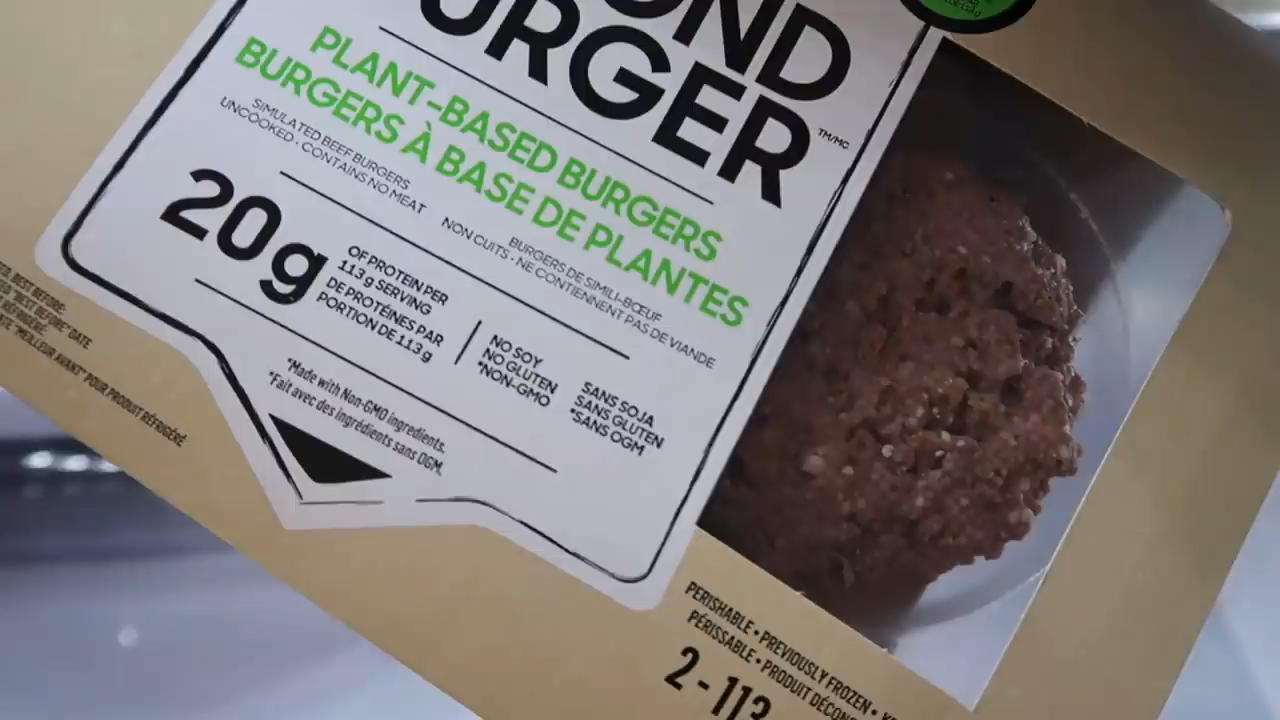 OND
URGER
TM/MC
PLANT-BASED BURGERS
BURGERS À BASE DE PLANTES
SIMULATED BEEF BURGERS
UNCOOKED · CONTAINS NO MEAT
BURGERS DE SIMILI-BŒUF
NON CUITS · NE CONTIENNENT PAS DE VIANDE
20 g
OF PROTEIN PER
113 g SERVING
DE PROTÉINES PAR
PORTION DE 113 g
NO SOY
NO GLUTEN
*NON-GMO
SANS SOJA
SANS GLUTEN
*SANS OGM
*Made with Non-GMO ingredients.
*Fait avec des ingrédients sans OGM.
BEST BEFORE:
"BEST BEFORE" DATE.
"MEILLEUR AVANT" POUR PRODUIT RÉFRIGÉRÉ
PERISHABLE • PREVIOUSLY FROZEN •
PÉRISSABLE • PRODUIT DÉCONG
2 - 113